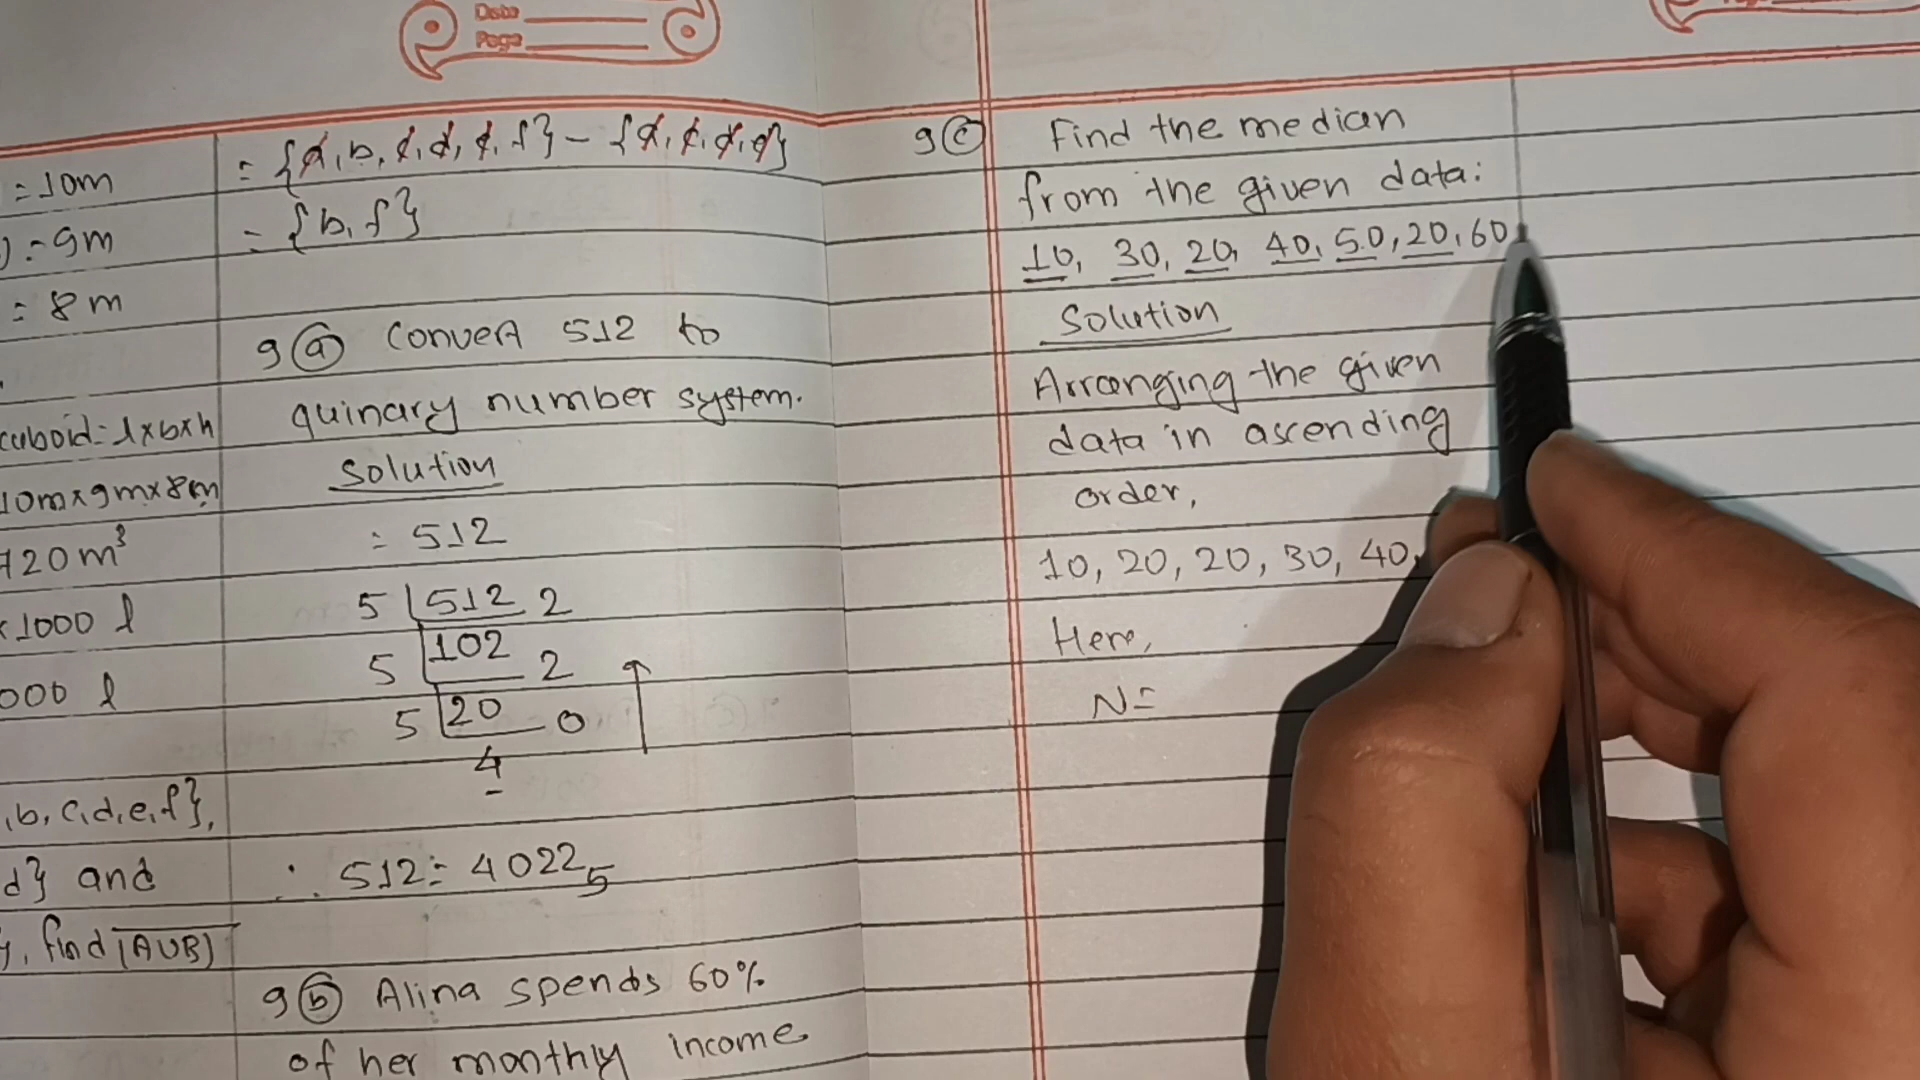 Date
Page
= 10m
= 9m
= 8m
cuboid = l×b×h
10m×9m×8m
720 m³
×1000 l
000 l
,b,c,d,e,f},
d} and
find (A∪B)
= {a,b,c,d,e,f} - {a,c,d,e}
= {b,f}
9 (a) Convert 512 to
quinary number system.
Solution
= 512
5 512 2
5 102 2
5 20 0
4
∴ 512 = 4022₅
9 (b) Alina spends 60%
of her monthly income
9 (c) Find the median
from the given data:
10, 30, 20, 40, 50, 20, 60
Solution
Arranging the given
data in ascending
order,
10, 20, 20, 30, 40,
Here,
N=